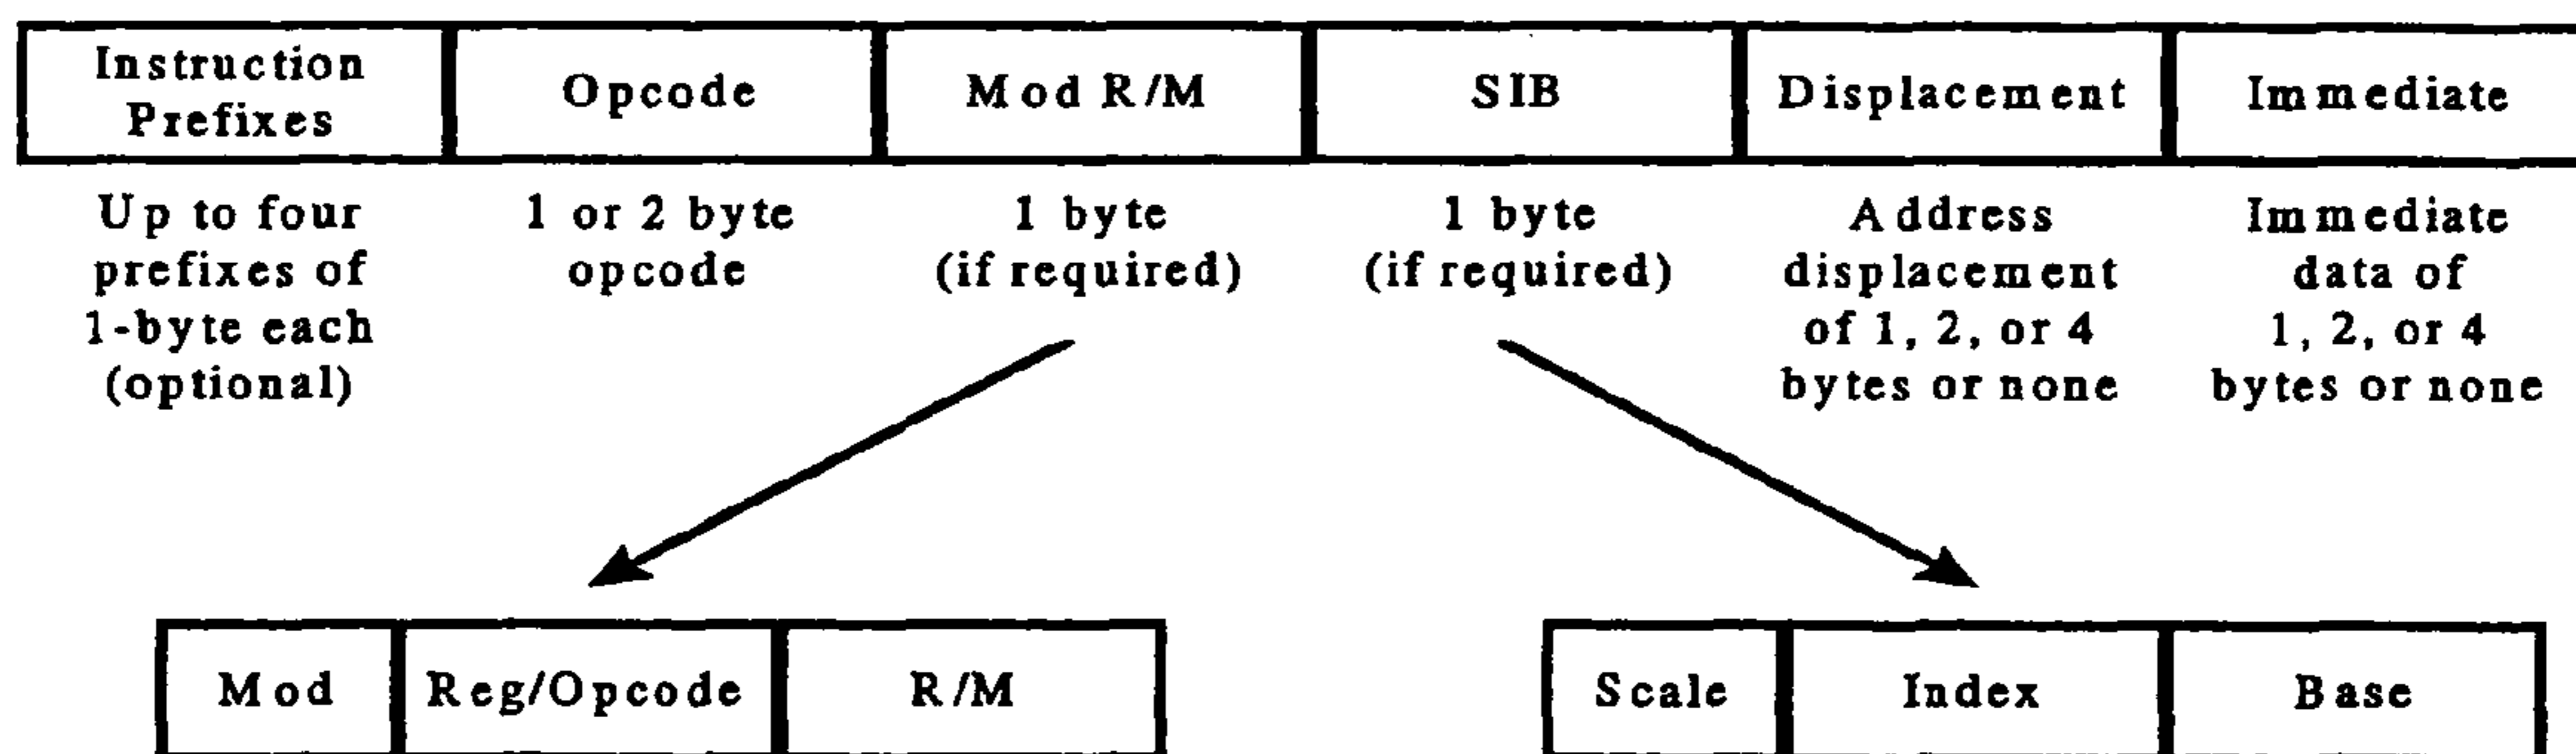 Instruction
Prefixes
Opcode
Mod R/M
SIB
Displacement
Immediate
Up to four
prefixes of
1-byte each
(optional)
1 or 2 byte
opcode
1 byte
(if required)
1 byte
(if required)
Address
displacement
of 1, 2, or 4
bytes or none
Immediate
data of
1, 2, or 4
bytes or none
Mod
Reg/Opcode
R/M
Scale
Index
Base